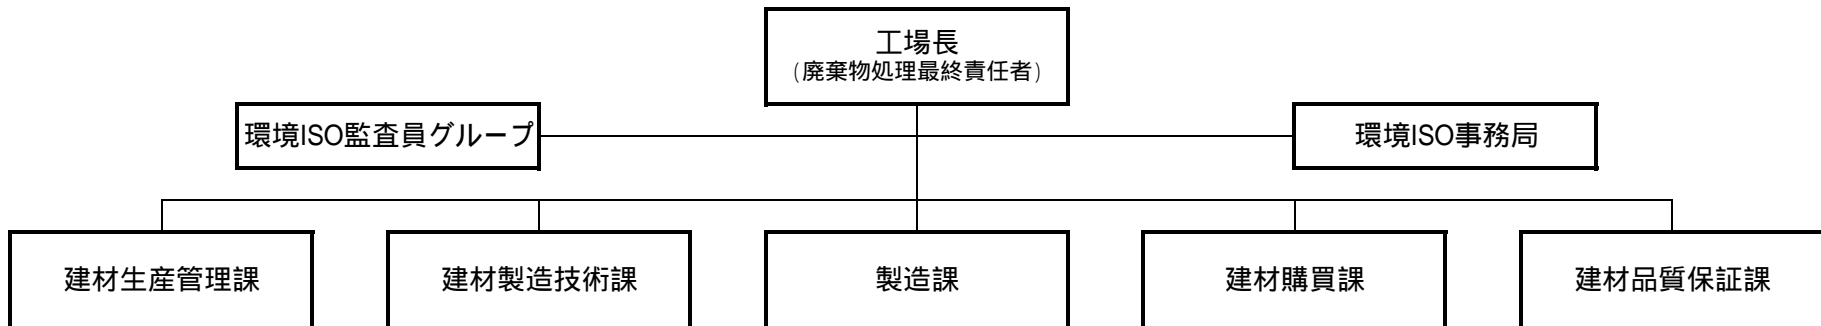 工場長
(廃棄物処理最終責任者)
環境ISO監査員グループ
環境ISO事務局
建材生産管理課
建材製造技術課
製造課
建材購買課
建材品質保証課